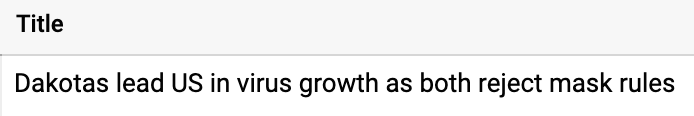 Title
Dakotas lead US in virus growth as both reject mask rules